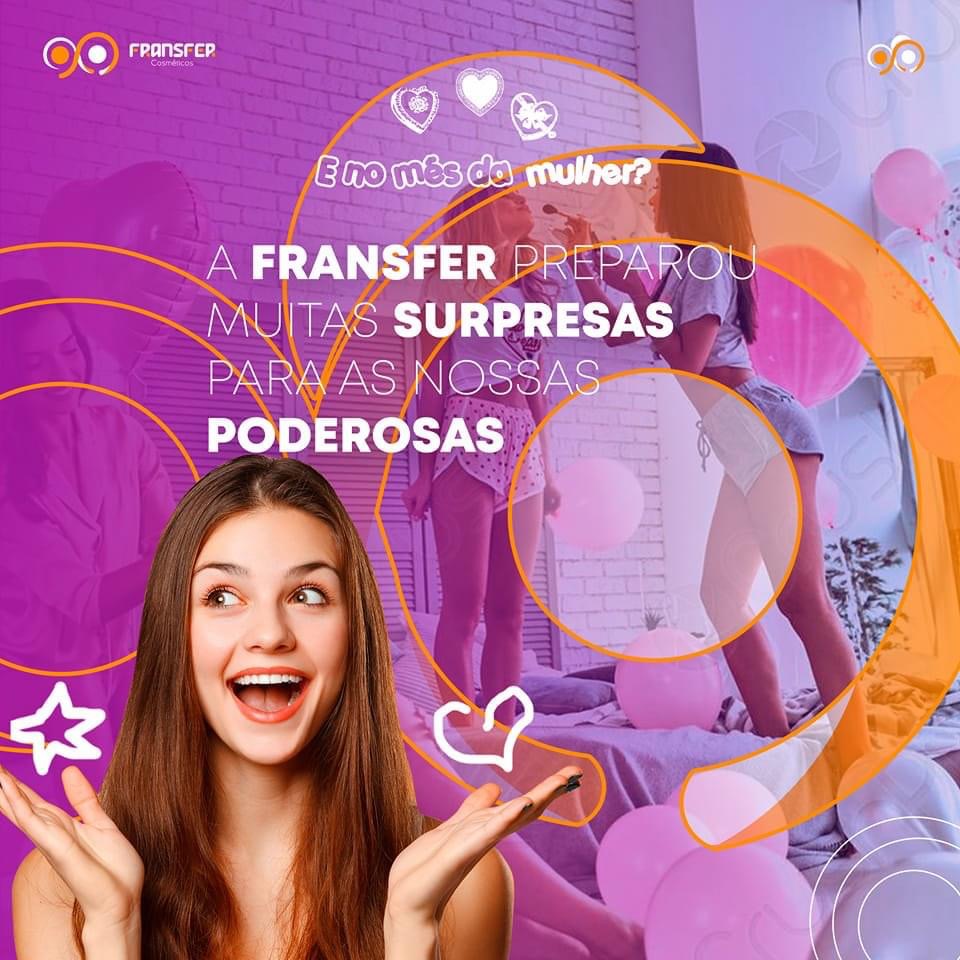 FRANSFER
Cosméticos
E no mês da mulher?
A FRANSFER PREPAROU
MUITAS SURPRESAS
PARA AS NOSSAS
PODEROSAS